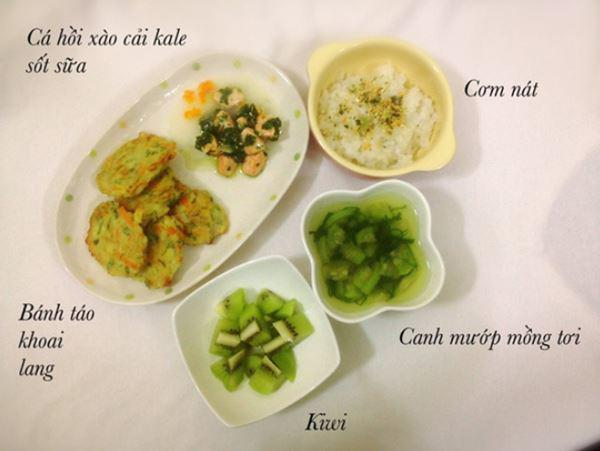 Cá hồi xào cải kale
sốt sữa
Cơm nát
Bánh táo
khoai
lang
Canh mướp mồng tơi
Kiwi